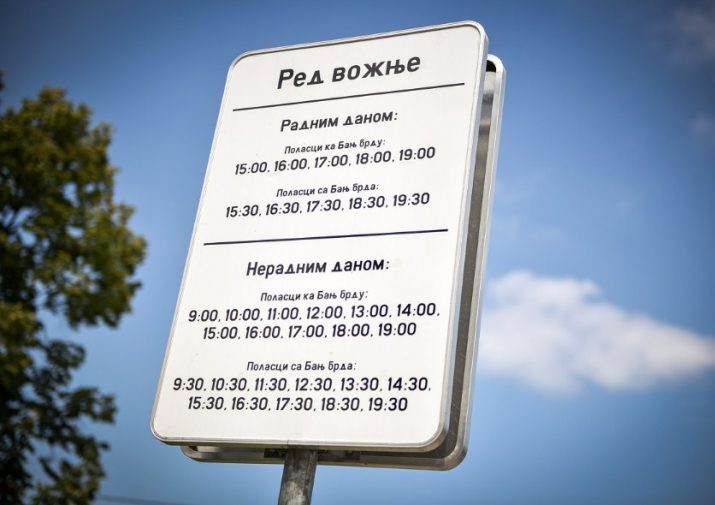 Ред вожње
Радним даном:
Поласци ка Бањ брду:
15:00, 16:00, 17:00, 18:00, 19:00
Поласци са Бањ брда:
15:30, 16:30, 17:30, 18:30, 19:30
Нерадним даном:
Поласци ка Бањ брду:
9:00, 10:00, 11:00, 12:00, 13:00, 14:00,
15:00, 16:00, 17:00, 18:00, 19:00
Поласци са Бањ брда:
9:30, 10:30, 11:30, 12:30, 13:30, 14:30,
15:30, 16:30, 17:30, 18:30, 19:30